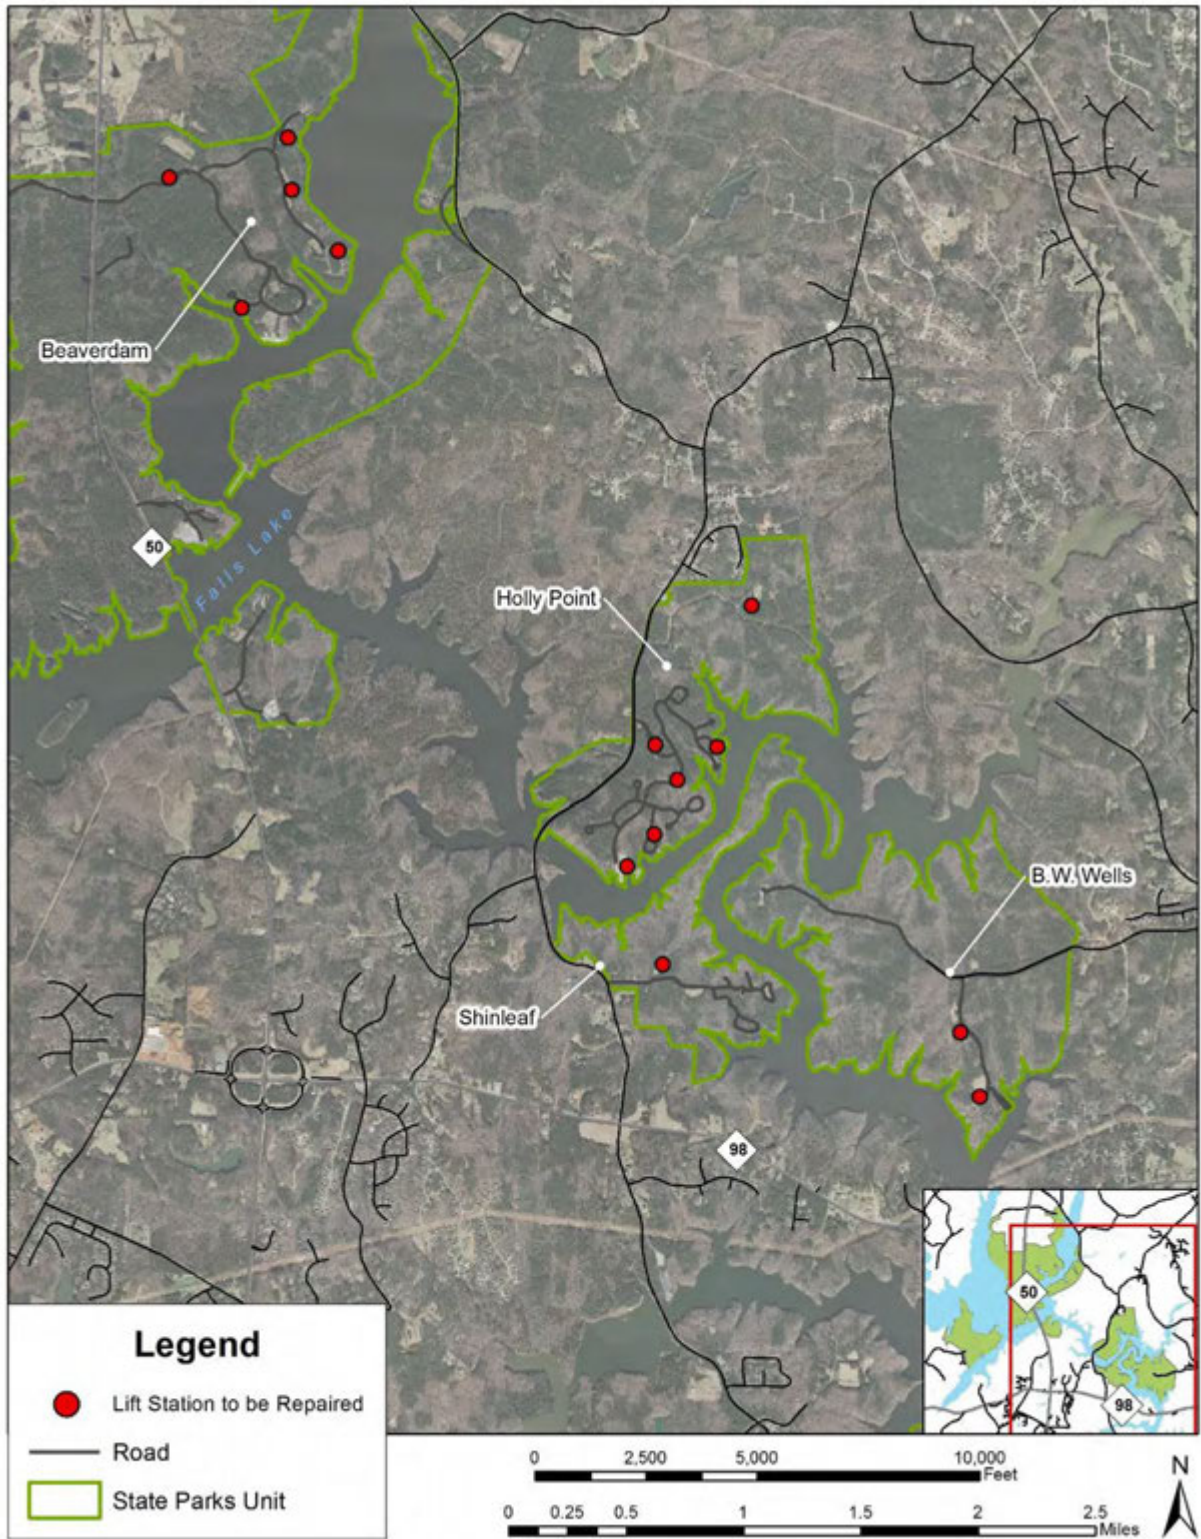 Beaverdam
50
Falls Lake
Holly Point
B.W. Wells
Shinleaf
98
50
98
Legend
Lift Station to be Repaired
Road
State Parks Unit
0 2,500 5,000 10,000
Feet
N
0 0.25 0.5 1 1.5 2 2.5
Miles